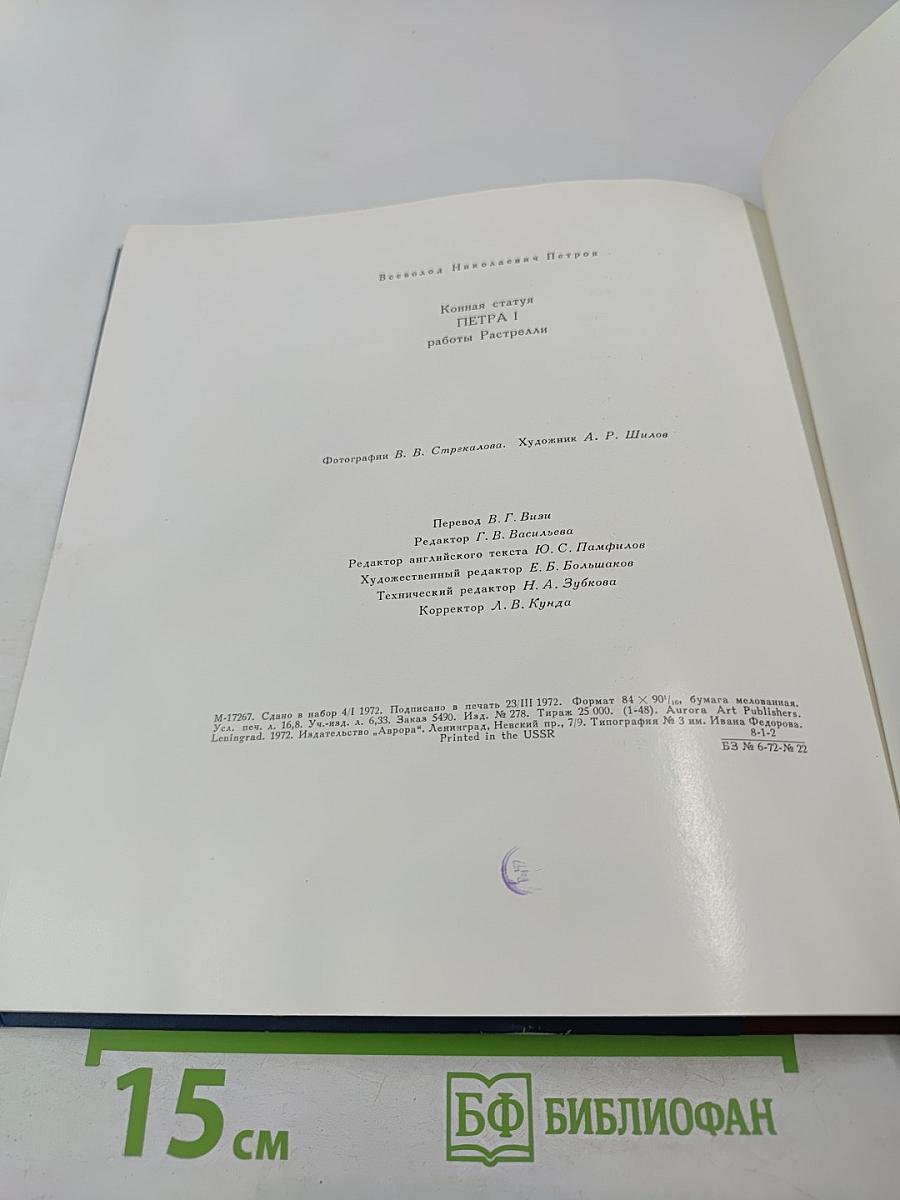 Всеволод Николаевич Петров
Конная статуя
ПЕТРА I
работы Растрелли
Фотографии В. В. Стрекалова. Художник А. Р. Шилов
Перевод В. Г. Визи
Редактор Г. В. Васильева
Редактор английского текста Ю. С. Памфилов
Художественный редактор Е. Б. Большаков
Технический редактор Н. А. Зубкова
Корректор Л. В. Кунда
М-17267. Сдано в набор 4/I 1972. Подписано в печать 23/III 1972. Формат 84 × 90¹/₁₆, бумага мелованная.
Усл. печ. л. 16,8. Уч.-изд. л. 6,33. Заказ 5490. Изд. № 278. Тираж 25 000. (1-48). Aurora Art Publishers.
Leningrad. 1972. Издательство „Аврора“. Ленинград, Невский пр., 7/9. Типография № 3 им. Ивана Федорова.
Printed in the USSR
8-1-2
БЗ № 6-72-№ 22
15 см
БФ БИБЛИОФАН